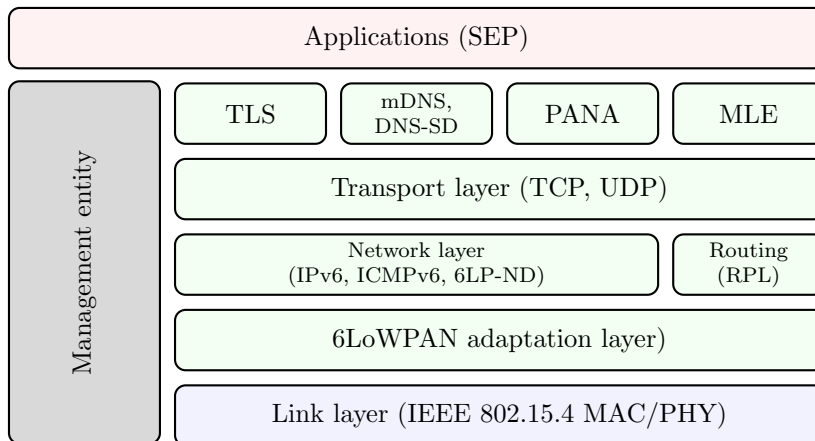 Applications (SEP)
Management entity
TLS
mDNS,
DNS-SD
PANA
MLE
Transport layer (TCP, UDP)
Network layer
(IPv6, ICMPv6, 6LP-ND)
Routing
(RPL)
6LoWPAN adaptation layer)
Link layer (IEEE 802.15.4 MAC/PHY)